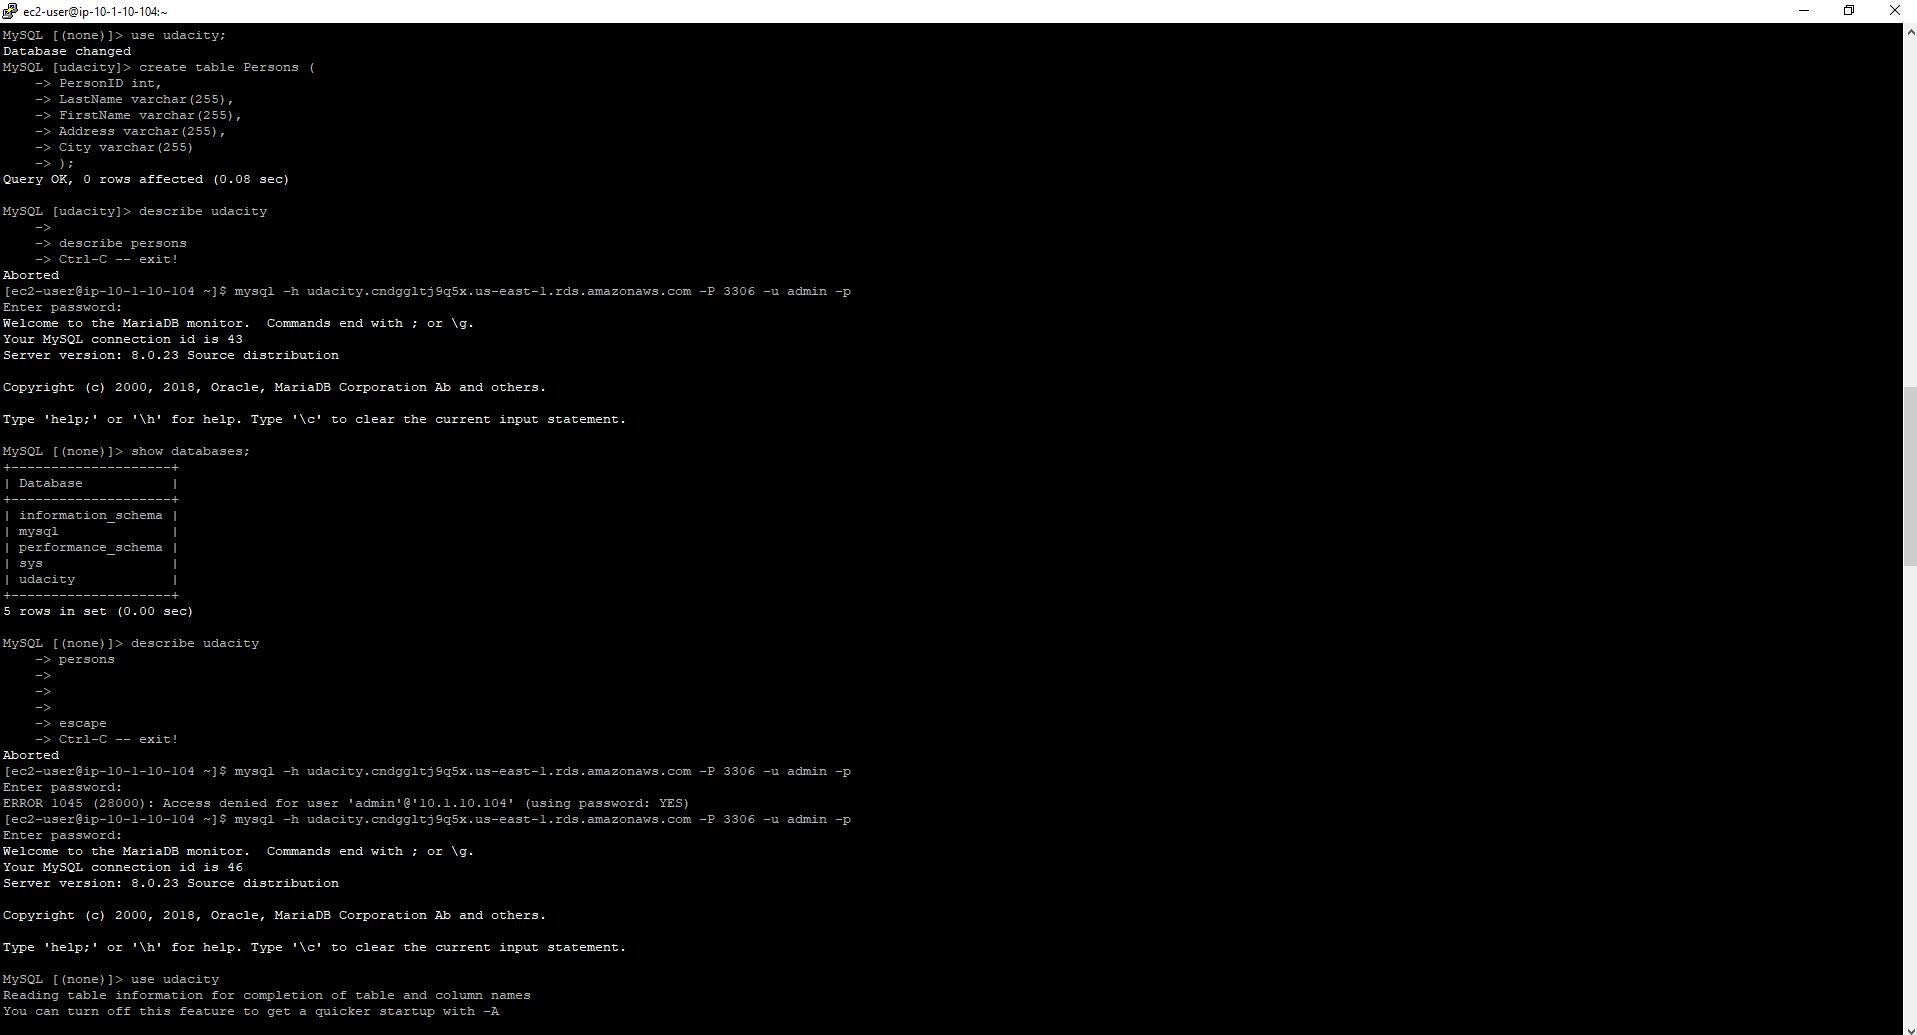 ec2-user@ip-10-1-10-104:~
MySQL [(none)]> use udacity;
Database changed
MySQL [udacity]> create table Persons (
    -> PersonID int,
    -> LastName varchar(255),
    -> FirstName varchar(255),
    -> Address varchar(255),
    -> City varchar(255)
    -> );
Query OK, 0 rows affected (0.08 sec)
MySQL [udacity]> describe udacity
    ->
    -> describe persons
    -> Ctrl-C -- exit!
Aborted
[ec2-user@ip-10-1-10-104 ~]$ mysql -h udacity.cndggltj9q5x.us-east-1.rds.amazonaws.com -P 3306 -u admin -p
Enter password:
Welcome to the MariaDB monitor.  Commands end with ; or \g.
Your MySQL connection id is 43
Server version: 8.0.23 Source distribution
Copyright (c) 2000, 2018, Oracle, MariaDB Corporation Ab and others.
Type 'help;' or '\h' for help. Type '\c' to clear the current input statement.
MySQL [(none)]> show databases;
+--------------------+
| Database           |
+--------------------+
| information_schema |
| mysql              |
| performance_schema |
| sys                |
| udacity            |
+--------------------+
5 rows in set (0.00 sec)
MySQL [(none)]> describe udacity
    -> persons
    ->
    ->
    ->
    -> escape
    -> Ctrl-C -- exit!
Aborted
[ec2-user@ip-10-1-10-104 ~]$ mysql -h udacity.cndggltj9q5x.us-east-1.rds.amazonaws.com -P 3306 -u admin -p
Enter password:
ERROR 1045 (28000): Access denied for user 'admin'@'10.1.10.104' (using password: YES)
[ec2-user@ip-10-1-10-104 ~]$ mysql -h udacity.cndggltj9q5x.us-east-1.rds.amazonaws.com -P 3306 -u admin -p
Enter password:
Welcome to the MariaDB monitor.  Commands end with ; or \g.
Your MySQL connection id is 46
Server version: 8.0.23 Source distribution
Copyright (c) 2000, 2018, Oracle, MariaDB Corporation Ab and others.
Type 'help;' or '\h' for help. Type '\c' to clear the current input statement.
MySQL [(none)]> use udacity
Reading table information for completion of table and column names
You can turn off this feature to get a quicker startup with -A